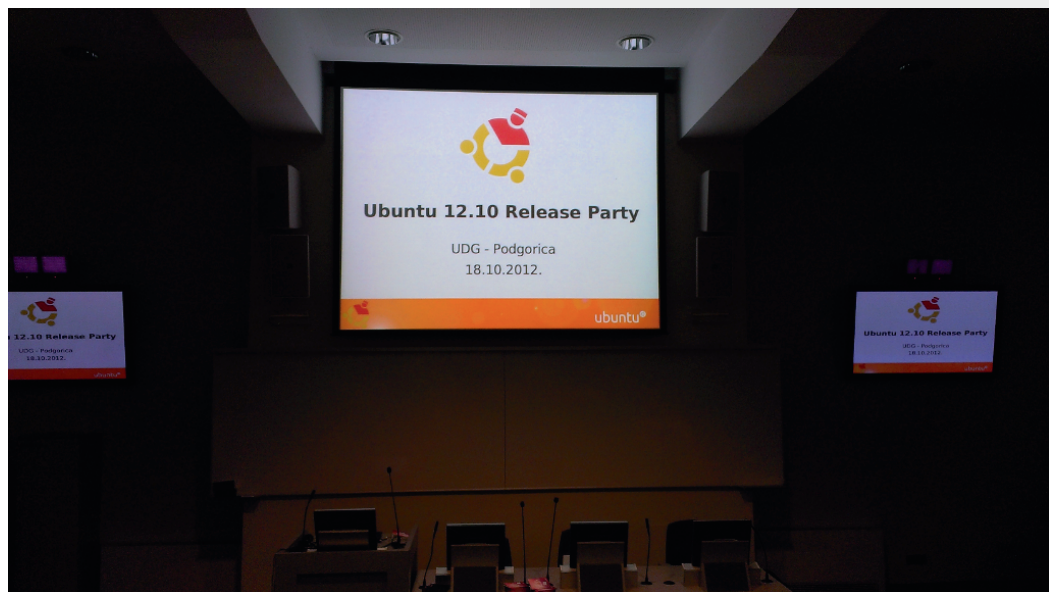 Ubuntu 12.10 Release Party
UDG - Podgorica
18.10.2012.
ubuntu
u 12.10 Release Party
UDG - Podgorica
18.10.2012.
ubuntu
Ubuntu 12.10 Release Party
UDG - Podgorica
18.10.2012.
ubuntu